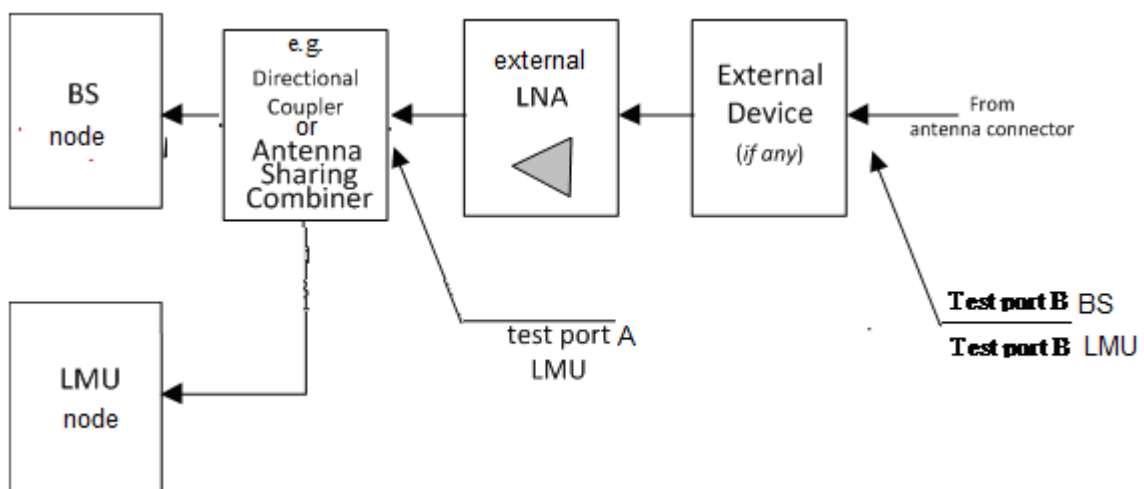 BS
node
e.g.
Directional
Coupler
or
Antenna
Sharing
Combiner
external
LNA
External
Device
(if any)
From
antenna connector
test port A
LMU
Test port B BS
Test port B LMU
LMU
node